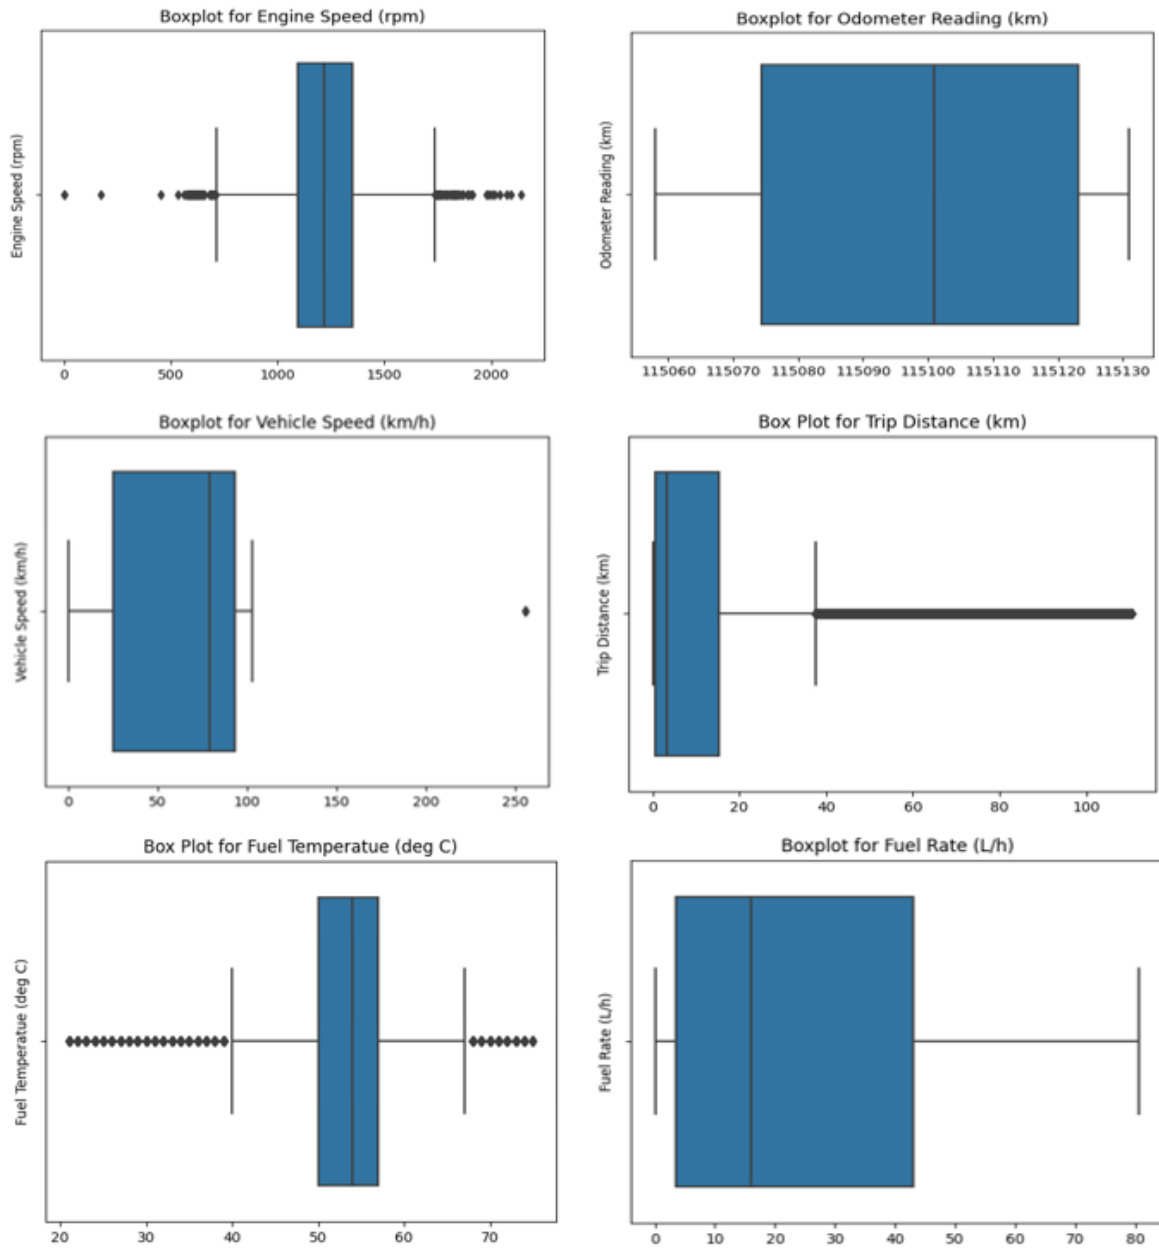 Boxplot for Engine Speed (rpm)
Engine Speed (rpm)
0 500 1000 1500 2000
Boxplot for Odometer Reading (km)
Odometer Reading (km)
115060 115070 115080 115090 115100 115110 115120 115130
Boxplot for Vehicle Speed (km/h)
Vehicle Speed (km/h)
0 50 100 150 200 250
Box Plot for Trip Distance (km)
Trip Distance (km)
0 20 40 60 80 100
Box Plot for Fuel Temperatue (deg C)
Fuel Temperatue (deg C)
20 30 40 50 60 70
Boxplot for Fuel Rate (L/h)
Fuel Rate (L/h)
0 10 20 30 40 50 60 70 80